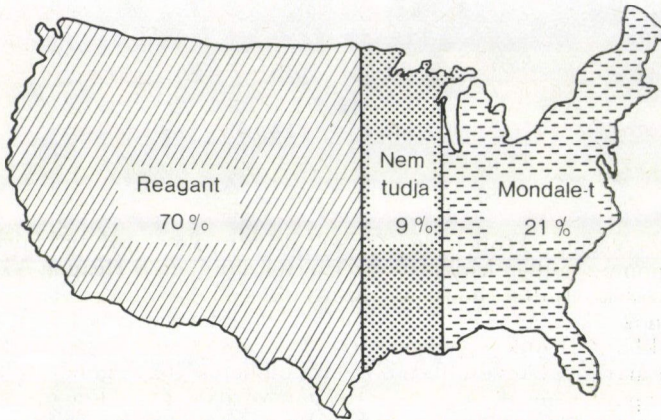 Reagant
70 %
Nem
tudja
9 %
Mondale-t
21 %